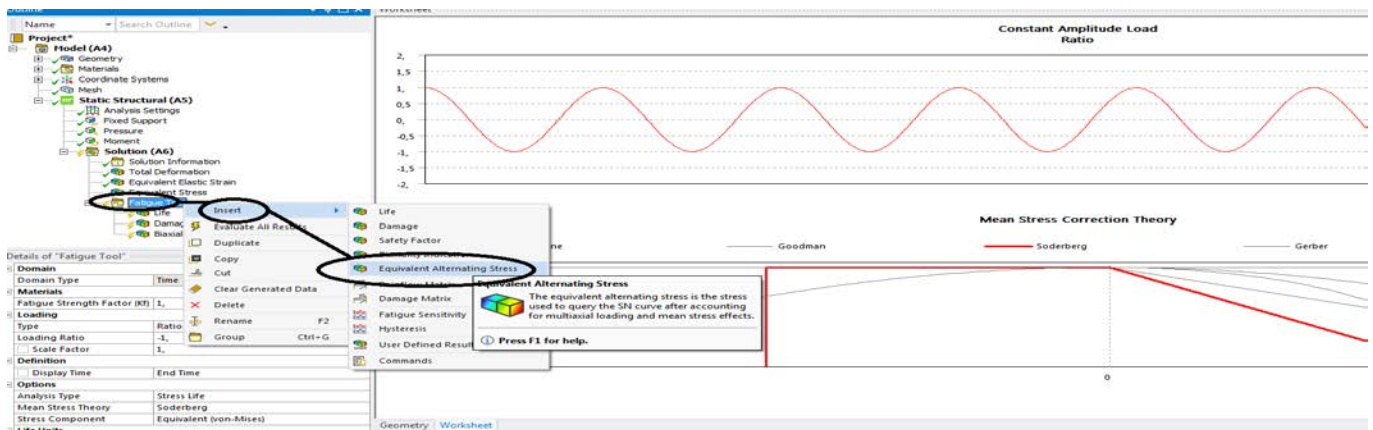 Outline
Worksheet
Name Search Outline
Project*
Model (A4)
Geometry
Materials
Coordinate Systems
Mesh
Static Structural (A5)
Analysis Settings
Fixed Support
Pressure
Moment
Solution (A6)
Solution Information
Total Deformation
Equivalent Elastic Strain
Equivalent Stress
Life
Biaxial
Insert
Evaluate All Results
Duplicate
Copy
Cut
Clear Generated Data
Delete
Rename F2
Group Ctrl+G
Life
Damage
Safety Factor
Equivalent Alternating Stress
Damage Matrix
Fatigue Sensitivity
Hysteresis
User Defined Result
Commands
Equivalent Alternating Stress
The equivalent alternating stress is the stress
used to query the SN curve after accounting
for multiaxial loading and mean stress effects.
Press F1 for help.
Details of "Fatigue Tool"
Domain
Domain Type Time
Materials
Fatigue Strength Factor (Kf) 1,
Loading
Type Ratio
Loading Ratio -1,
Scale Factor 1,
Definition
Display Time End Time
Options
Analysis Type Stress Life
Mean Stress Theory Soderberg
Stress Component Equivalent (von-Mises)
Life Units
Constant Amplitude Load
Ratio
2,
1,5
1,
0,5
0,
-0,5
-1,
-1,5
-2,
Mean Stress Correction Theory
Goodman Soderberg Gerber
0
Geometry Worksheet